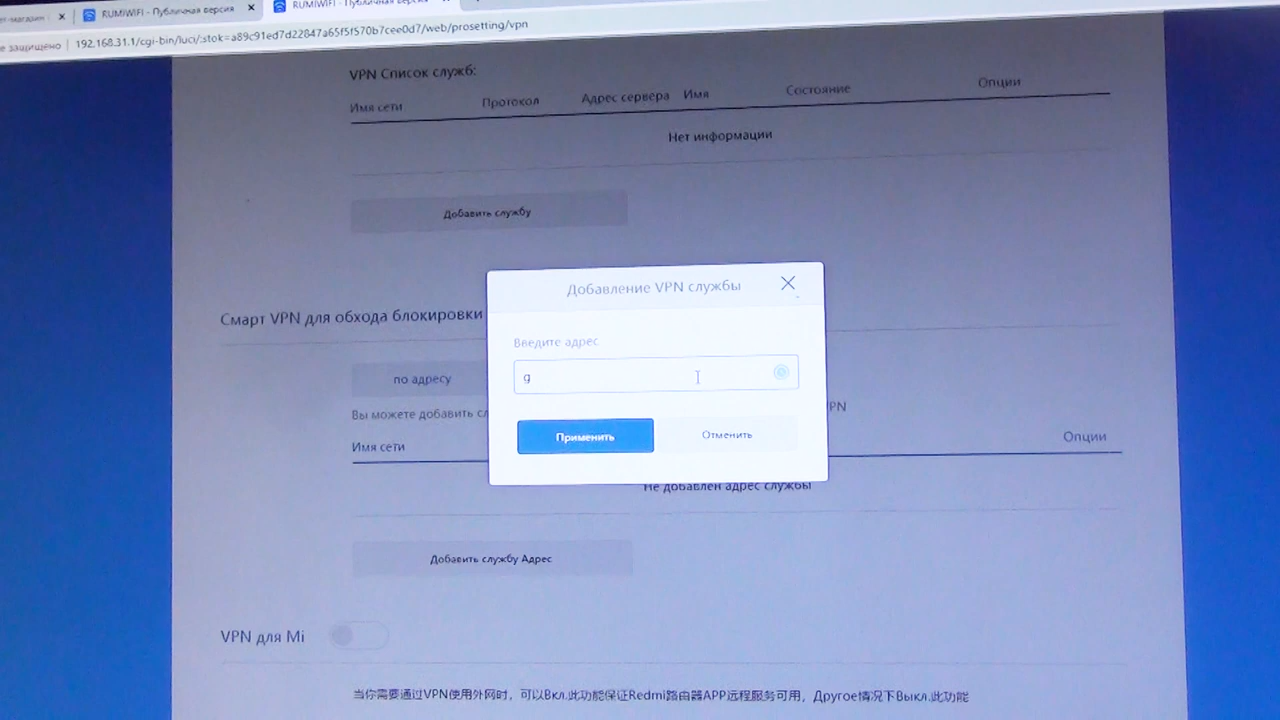 RUMIWIFI - Публичная версия
RUMIWIFI - Публичная версия
е защищено
192.168.31.1/cgi-bin/luci/;stok=a89c91ed7d22847a65f5f570b7cee0d7/web/prosetting/vpn
VPN Список служб:
Имя сети Протокол Адрес сервера Имя Состояние Опции
Нет информации
Добавить службу
Добавление VPN службы
Смарт VPN для обхода блокировки
Введите адрес
g
по адресу
Вы можете добавить сл
PN
Применить Отменить
Имя сети Опции
Не добавлен адрес службы
Добавить службу Адрес
VPN для Mi
当你需要通过VPN使用外网时，可以Вкл.此功能保证Redmi路由器APP远程服务可用，Другое情况下Выкл.此功能